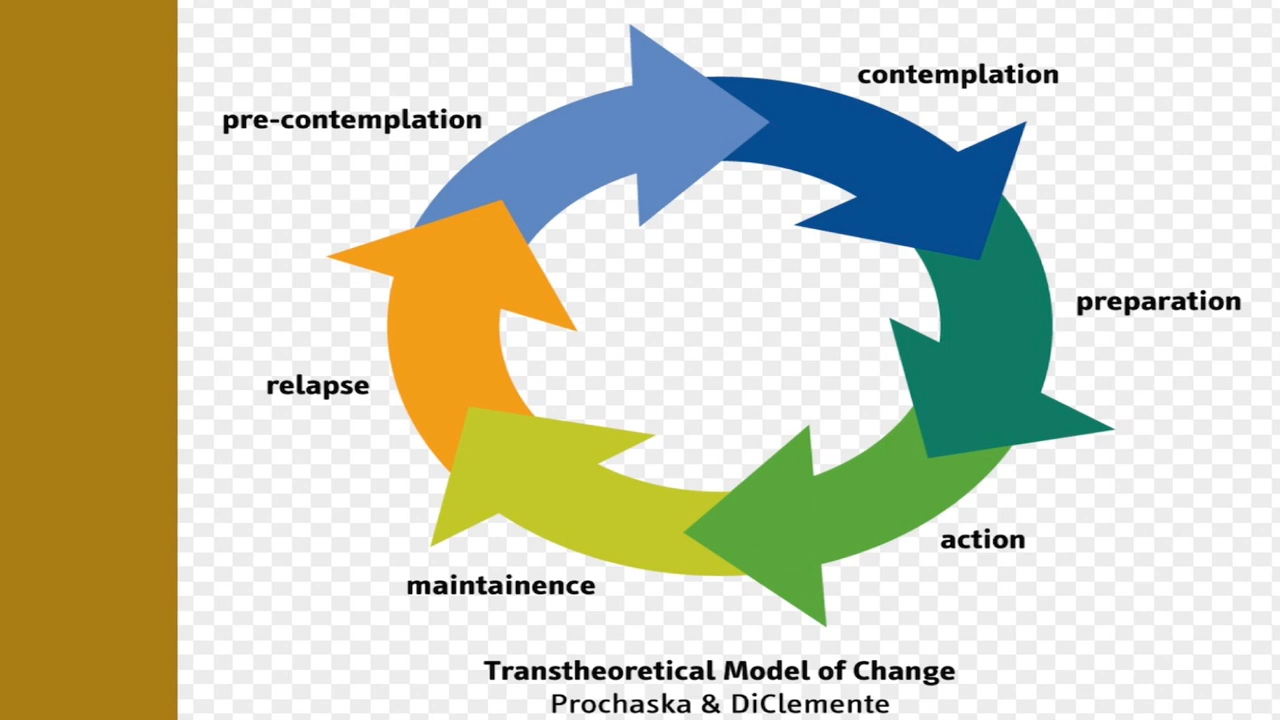 contemplation
pre-contemplation
preparation
relapse
action
maintainence
Transtheoretical Model of Change
Prochaska & DiClemente